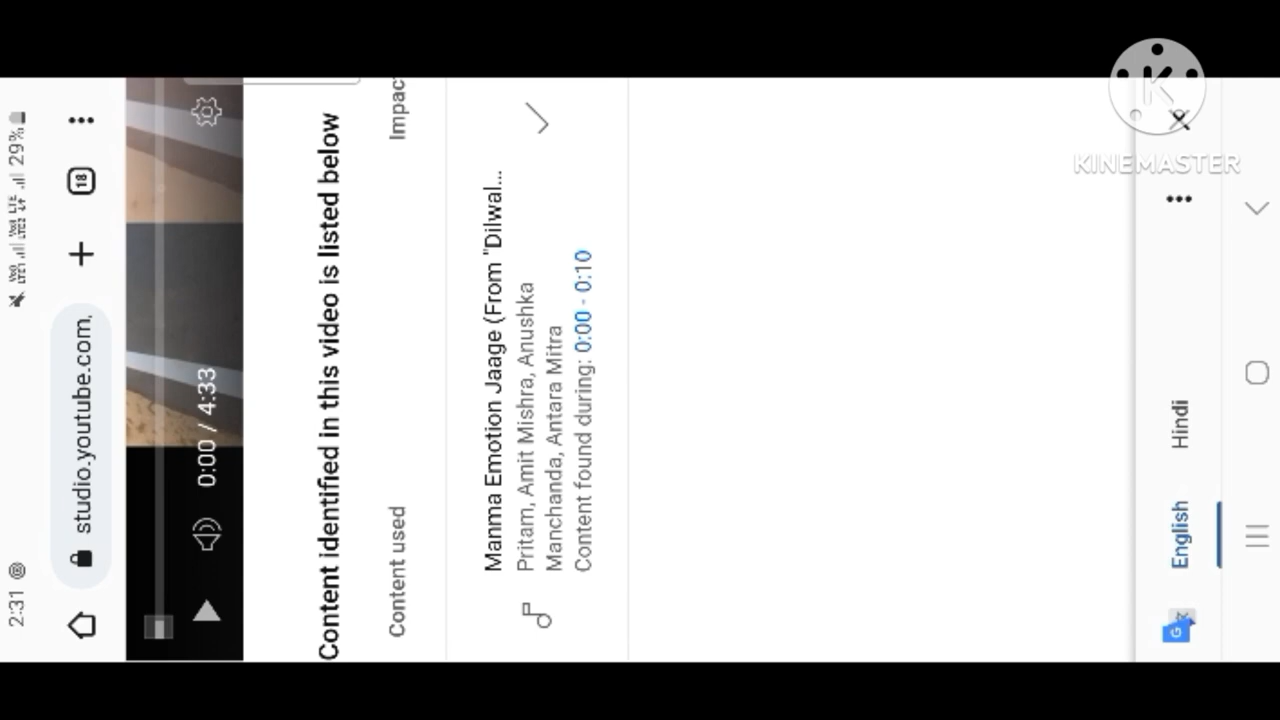 2:31
29%
studio.youtube.com
18
0:00 / 4:33
Content identified in this video is listed below
Content used
Impac
Manma Emotion Jaage (From "Dilwal...
Pritam, Amit Mishra, Anushka
Manchanda, Antara Mitra
Content found during: 0:00 - 0:10
English
Hindi
KINEMASTER